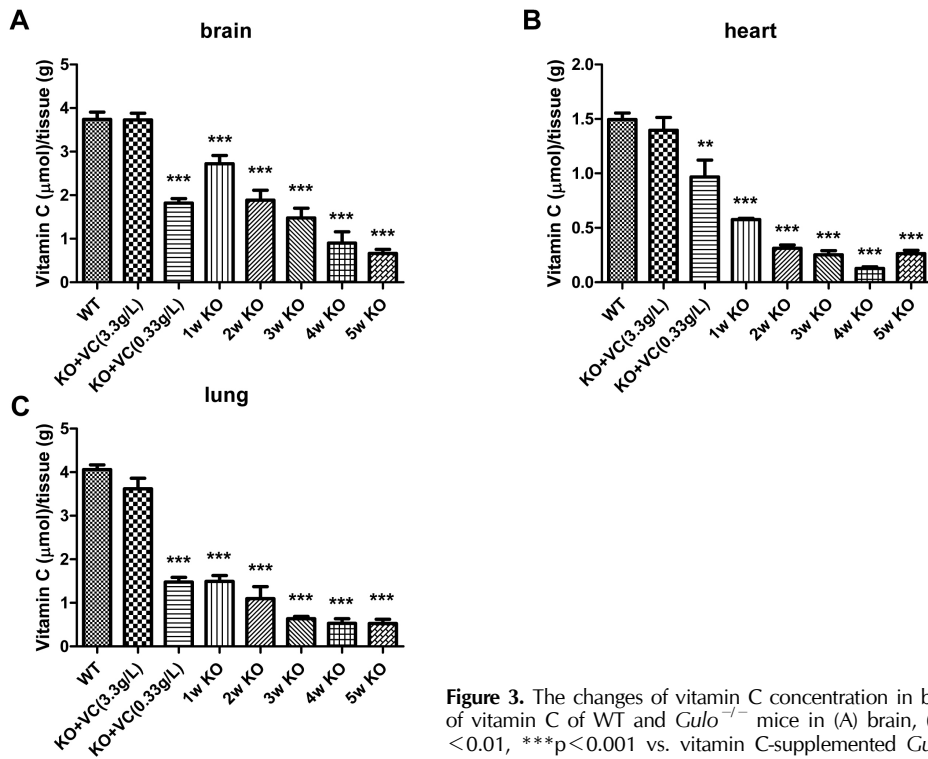 A
brain
Vitamin C (μmol)/tissue (g)
5
4
3
2
1
0
***
***
***
***
***
***
WT
KO+VC(3.3g/L)
KO+VC(0.33g/L)
1w KO
2w KO
3w KO
4w KO
5w KO
B
heart
Vitamin C (μmol)/tissue (g)
2.0
1.5
1.0
0.5
0.0
**
***
***
***
***
***
WT
KO+VC(3.3g/L)
KO+VC(0.33g/L)
1w KO
2w KO
3w KO
4w KO
5w KO
C
lung
Vitamin C (μmol)/tissue (g)
5
4
3
2
1
0
***
***
***
***
***
***
WT
KO+VC(3.3g/L)
KO+VC(0.33g/L)
1w KO
2w KO
3w KO
4w KO
5w KO
Figure 3. The changes of vitamin C concentration in b
of vitamin C of WT and Gulo−/− mice in (A) brain, (
<0.01, ***p<0.001 vs. vitamin C-supplemented Gu